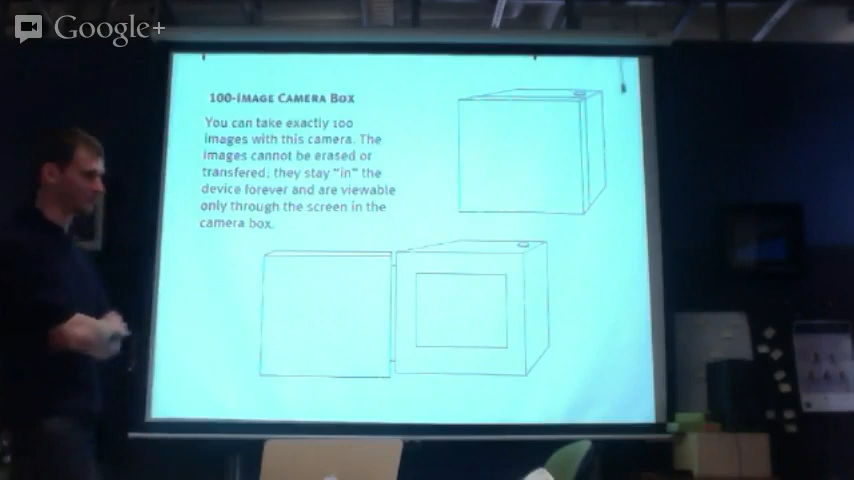 Google+
100-Image Camera Box
You can take exactly 100
images with this camera. The
images cannot be erased or
transfered; they stay "in" the
device forever and are viewable
only through the screen in the
camera box.